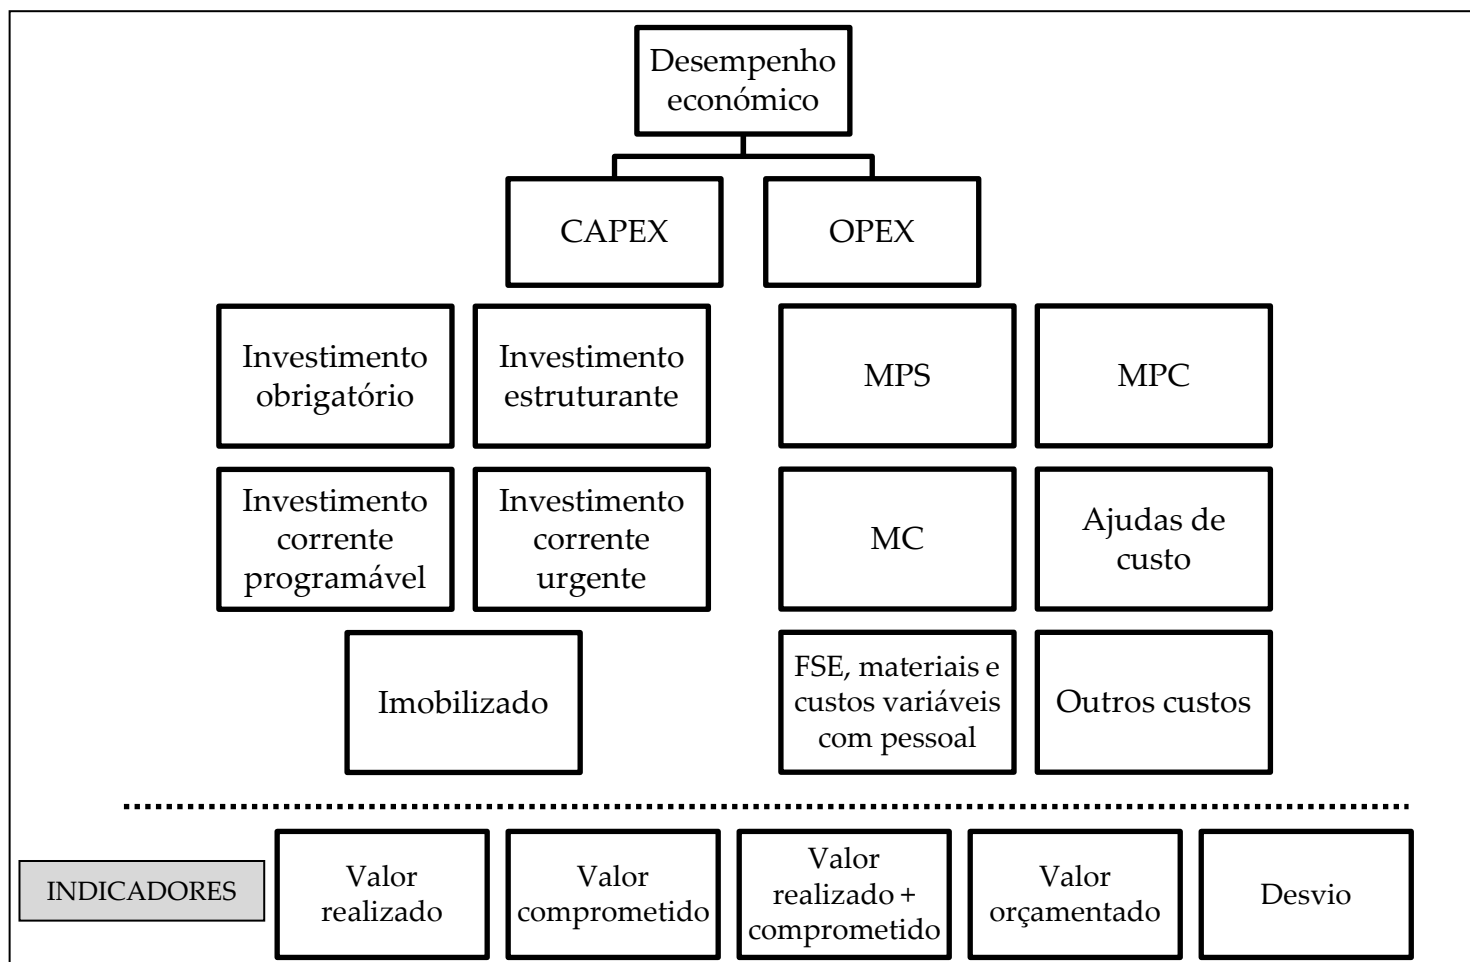 Desempenho
económico
CAPEX
OPEX
Investimento
obrigatório
Investimento
estruturante
MPS
MPC
Investimento
corrente
programável
Investimento
corrente
urgente
MC
Ajudas de
custo
Imobilizado
FSE, materiais e
custos variáveis
com pessoal
Outros custos
INDICADORES
Valor
realizado
Valor
comprometido
Valor
realizado +
comprometido
Valor
orçamentado
Desvio